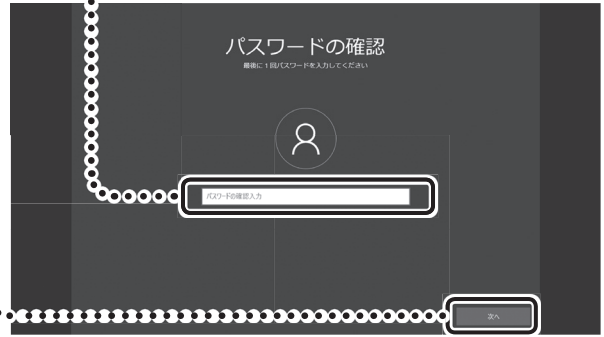 パスワードの確認
最後に1回パスワードを入力してください
パスワードの確認入力
次へ